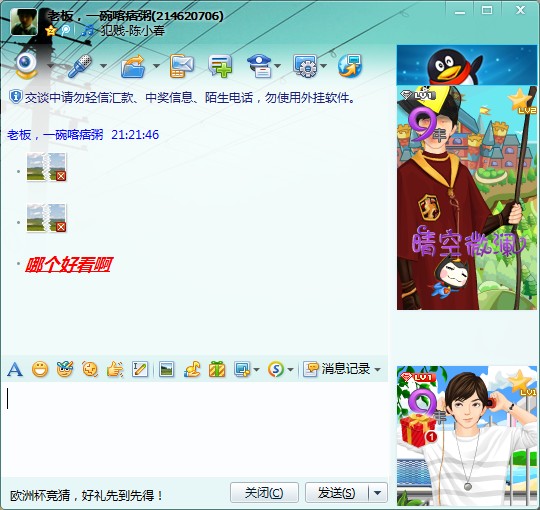 老板，一碗喀痞粥(214620706)
犯贱-陈小春
交谈中请勿轻信汇款、中奖信息、陌生电话，勿使用外挂软件。
老板，一碗喀痞粥 21:21:46
哪个好看啊
消息记录
欧洲杯竞猜，好礼先到先得！
关闭(C)
发送(S)
LV1
LV2
9
年
晴空微澜
LV1
LV1
9
年
1